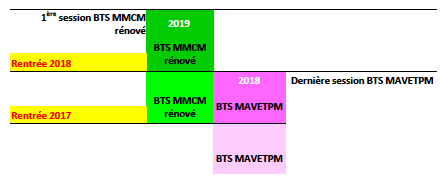 1ère session BTS MMCM
rénové
2019
BTS MMCM
rénové
Rentrée 2018
2018
Dernière session BTS MAVETPM
BTS MMCM
rénové
BTS MAVETPM
Rentrée 2017
BTS MAVETPM